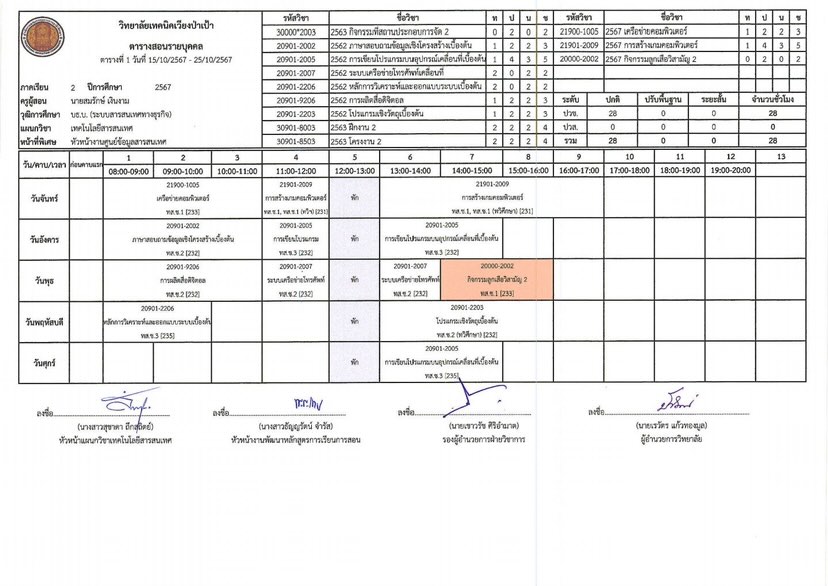 วิทยาลัยเทคนิคเวียงป่าเป้า
ตารางสอนรายบุคคล
ตารางที่ 1 วันที่ 15/10/2567 - 25/10/2567
ภาคเรียน 2 ปีการศึกษา 2567
ครูผู้สอน นายสมรักษ์ เงินงาม
วุฒิการศึกษา บธ.บ. (ระบบสารสนเทศทางธุรกิจ)
แผนกวิชา เทคโนโลยีสารสนเทศ
หน้าที่พิเศษ หัวหน้างานศูนย์ข้อมูลสารสนเทศ
รหัสวิชา ชื่อวิชา ท ป น ช
30000*2003 2563 กิจกรรมที่สถานประกอบการจัด 2 0 2 0 2
20901-2002 2562 ภาษาสอบถามข้อมูลเชิงโครงสร้างเบื้องต้น 1 2 2 3
20901-2005 2562 การเขียนโปรแกรมบนอุปกรณ์เคลื่อนที่เบื้องต้น 1 4 3 5
20901-2007 2562 ระบบเครือข่ายโทรศัพท์เคลื่อนที่ 2 0 2 2
20901-2206 2562 หลักการวิเคราะห์และออกแบบระบบเบื้องต้น 2 0 2 2
20901-9206 2562 การผลิตสื่อดิจิตอล 1 2 2 3
20901-2203 2562 โปรแกรมเชิงวัตถุเบื้องต้น 1 2 2 3
30901-8003 2563 ฝึกงาน 2 2 2 2 4
30901-8503 2563 โครงงาน 2 2 2 2 4
รหัสวิชา ชื่อวิชา ท ป น ช
21900-1005 2567 เครือข่ายคอมพิวเตอร์ 1 2 2 3
21901-2009 2567 การสร้างเกมคอมพิวเตอร์ 1 4 3 5
20000-2002 2567 กิจกรรมลูกเสือวิสามัญ 2 0 2 0 2
ระดับ ปกติ ปรับพื้นฐาน ระยะสั้น จำนวนชั่วโมง
ปวช. 28 0 0 28
ปวส. 0 0 0 0
รวม 28 0 0 28
วัน/คาบ/เวลา ก่อนคาบแรก 1 2 3 4 5 6 7 8 9 10 11 12 13
08:00-09:00 09:00-10:00 10:00-11:00 11:00-12:00 12:00-13:00 13:00-14:00 14:00-15:00 15:00-16:00 16:00-17:00 17:00-18:00 18:00-19:00 19:00-20:00
21900-1005 21901-2009 21901-2009
วันจันทร์ เครือข่ายคอมพิวเตอร์ การสร้างเกมคอมพิวเตอร์ พัก การสร้างเกมคอมพิวเตอร์
ทส.ช.1 [233] ทส.ช.1, ทส.ช.1 (ทวิฯ) [231] ทส.ช.1, ทส.ช.1 (ทวิศึกษา) [231]
20901-2002 20901-2005 20901-2005
วันอังคาร ภาษาสอบถามข้อมูลเชิงโครงสร้างเบื้องต้น การเขียนโปรแกรม พัก การเขียนโปรแกรมบนอุปกรณ์เคลื่อนที่เบื้องต้น
ทส.ช.2 [232] ทส.ช.3 [232] ทส.ช.3 [232]
20901-9206 20901-2007 20901-2007 20000-2002
วันพุธ การผลิตสื่อดิจิตอล ระบบเครือข่ายโทรศัพท์ พัก ระบบเครือข่ายโทรศัพท์ กิจกรรมลูกเสือวิสามัญ 2
ทส.ช.2 [232] ทส.ช.2 [232] ทส.ช.2 [232] ทส.ช.1 [233]
20901-2206 20901-2203
วันพฤหัสบดี หลักการวิเคราะห์และออกแบบระบบเบื้องต้น พัก โปรแกรมเชิงวัตถุเบื้องต้น
ทส.ช.3 [235] ทส.ช.2 (ทวิศึกษา) [232]
20901-2005
วันศุกร์ พัก การเขียนโปรแกรมบนอุปกรณ์เคลื่อนที่เบื้องต้น
ทส.ช.3 [235]
ลงชื่อ ลงชื่อ ลงชื่อ ลงชื่อ
(นางสาวสุชาดา ถึกสุมิตย์) (นางสาวธัญญรัตน์ จำรัส) (นายเชาวรัช ศิริอำมาต) (นายเรวัตร แก้วทองมูล)
หัวหน้าแผนกวิชาเทคโนโลยีสารสนเทศ หัวหน้างานพัฒนาหลักสูตรการเรียนการสอน รองผู้อำนวยการฝ่ายวิชาการ ผู้อำนวยการวิทยาลัย